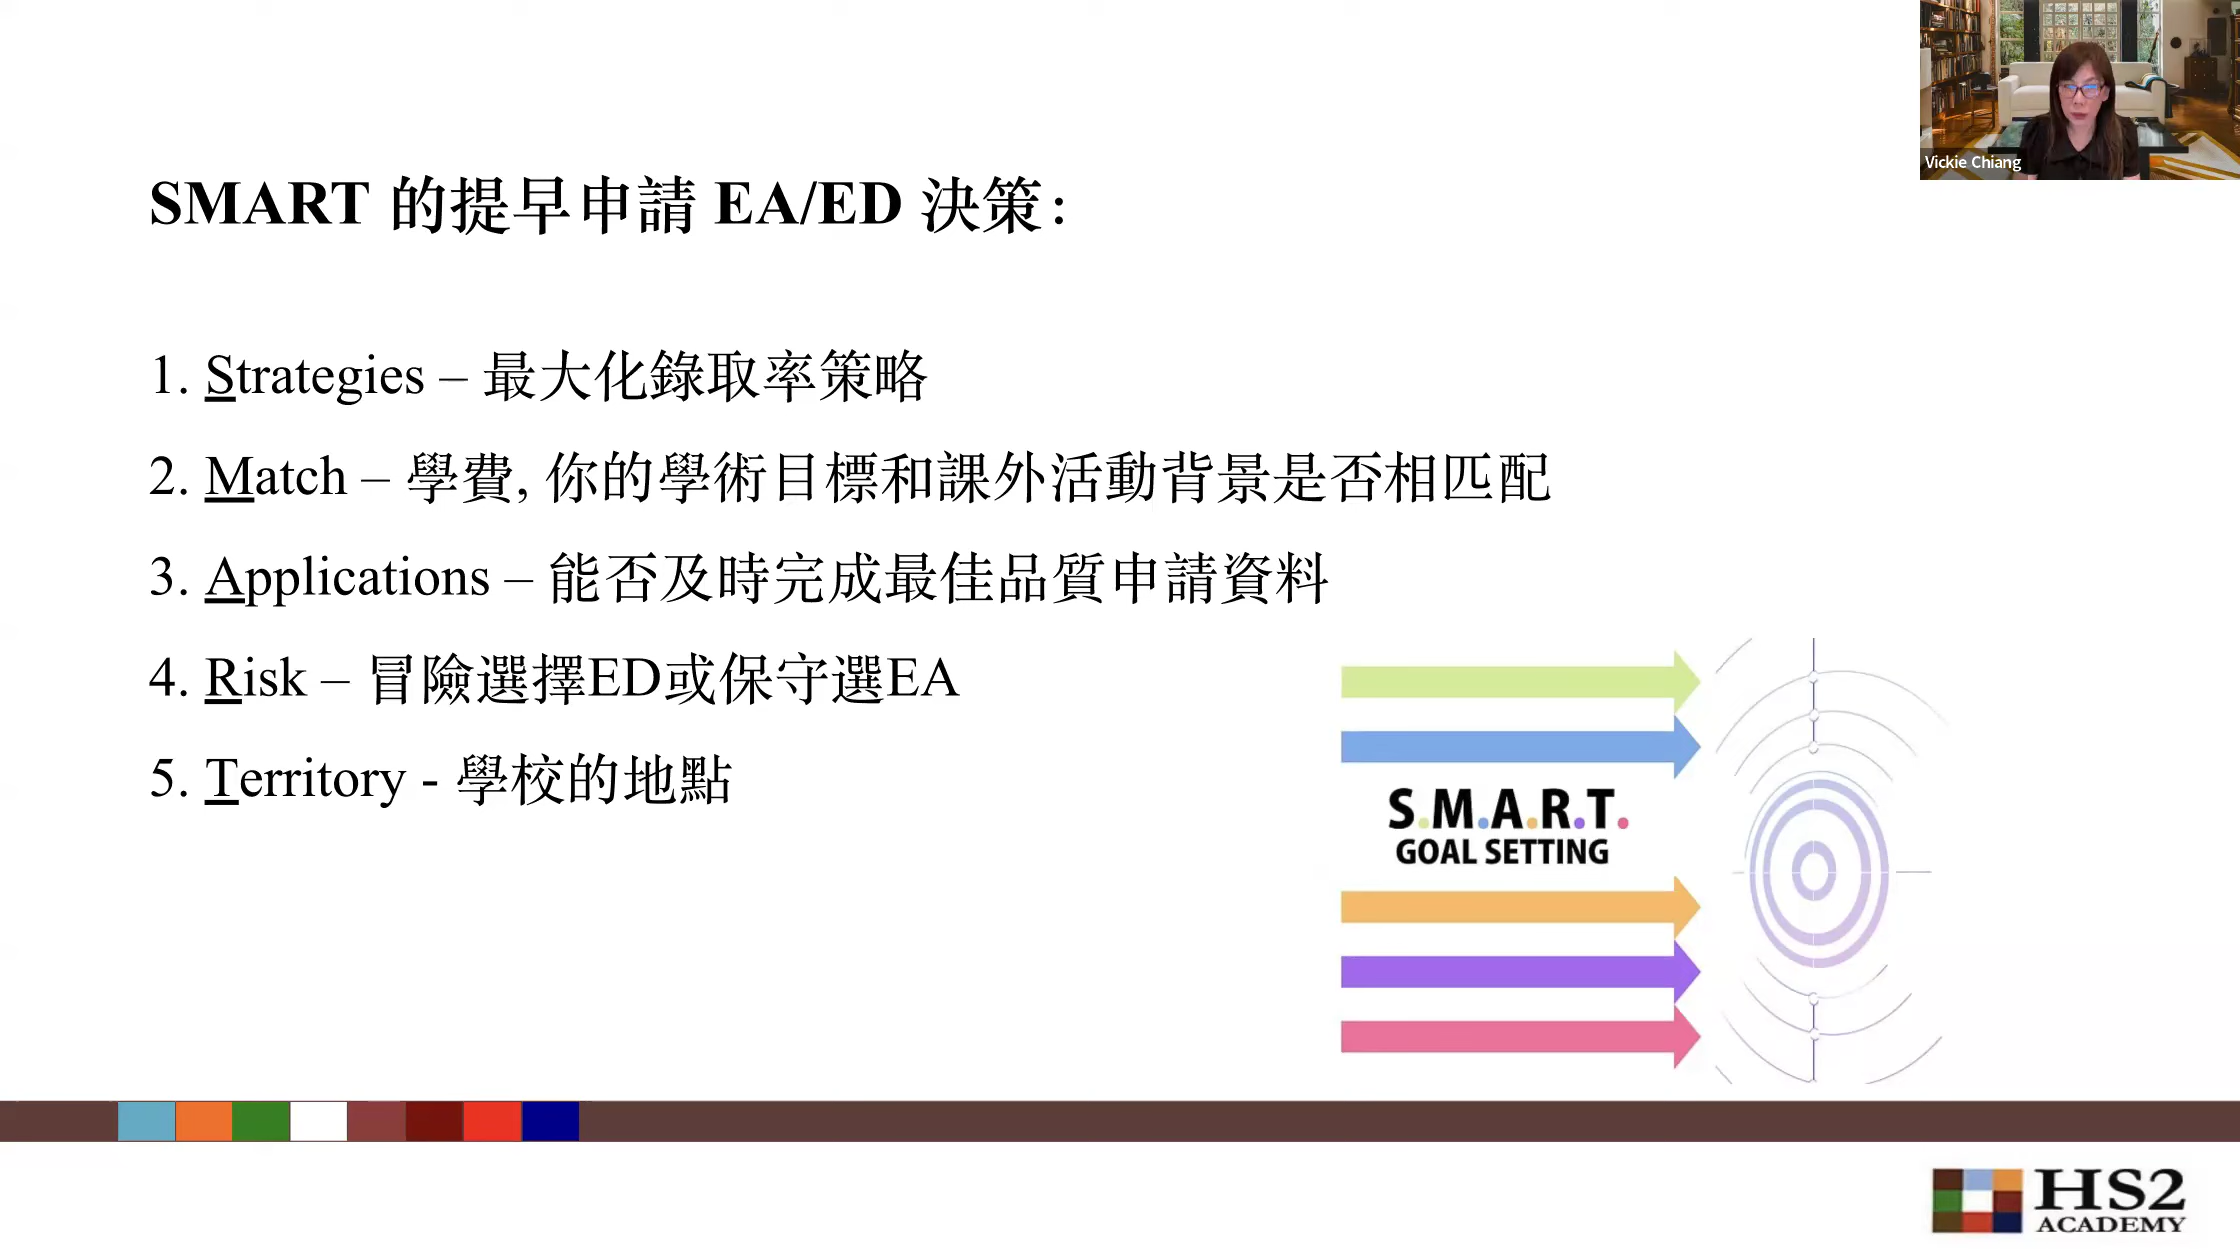 Vickie Chiang
SMART 的提早申請 EA/ED 決策:
1. Strategies – 最大化錄取率策略
2. Match – 學費, 你的學術目標和課外活動背景是否相匹配
3. Applications – 能否及時完成最佳品質申請資料
4. Risk – 冒險選擇ED或保守選EA
5. Territory - 學校的地點
S.M.A.R.T.
GOAL SETTING
HS2
ACADEMY